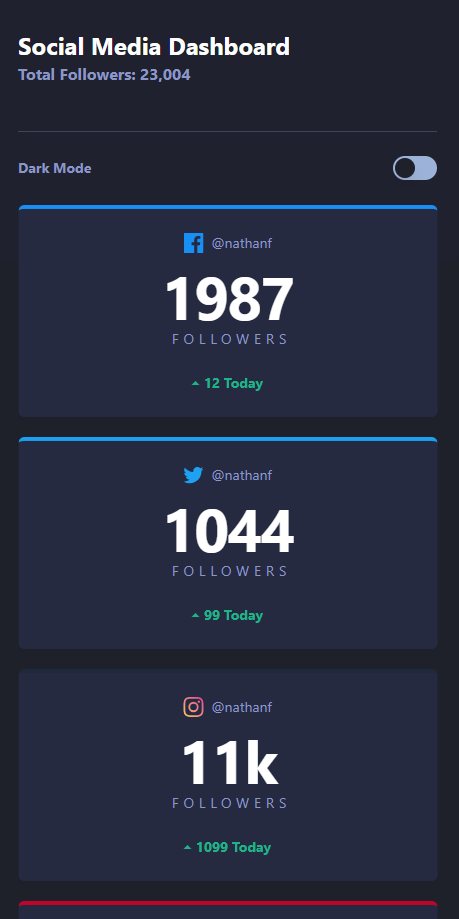 Social Media Dashboard
Total Followers: 23,004
Dark Mode
@nathanf
1987
FOLLOWERS
12 Today
@nathanf
1044
FOLLOWERS
99 Today
@nathanf
11k
FOLLOWERS
1099 Today